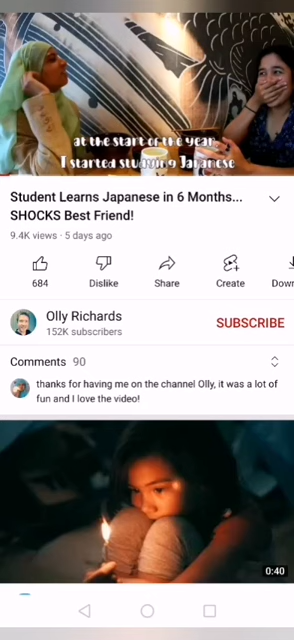 at the start of the year,
I started studying Japanese
Student Learns Japanese in 6 Months...
SHOCKS Best Friend!
9.4K views · 5 days ago
684
Dislike
Share
Create
Down
Olly Richards
152K subscribers
SUBSCRIBE
Comments 90
thanks for having me on the channel Olly, it was a lot of
fun and I love the video!
0:40